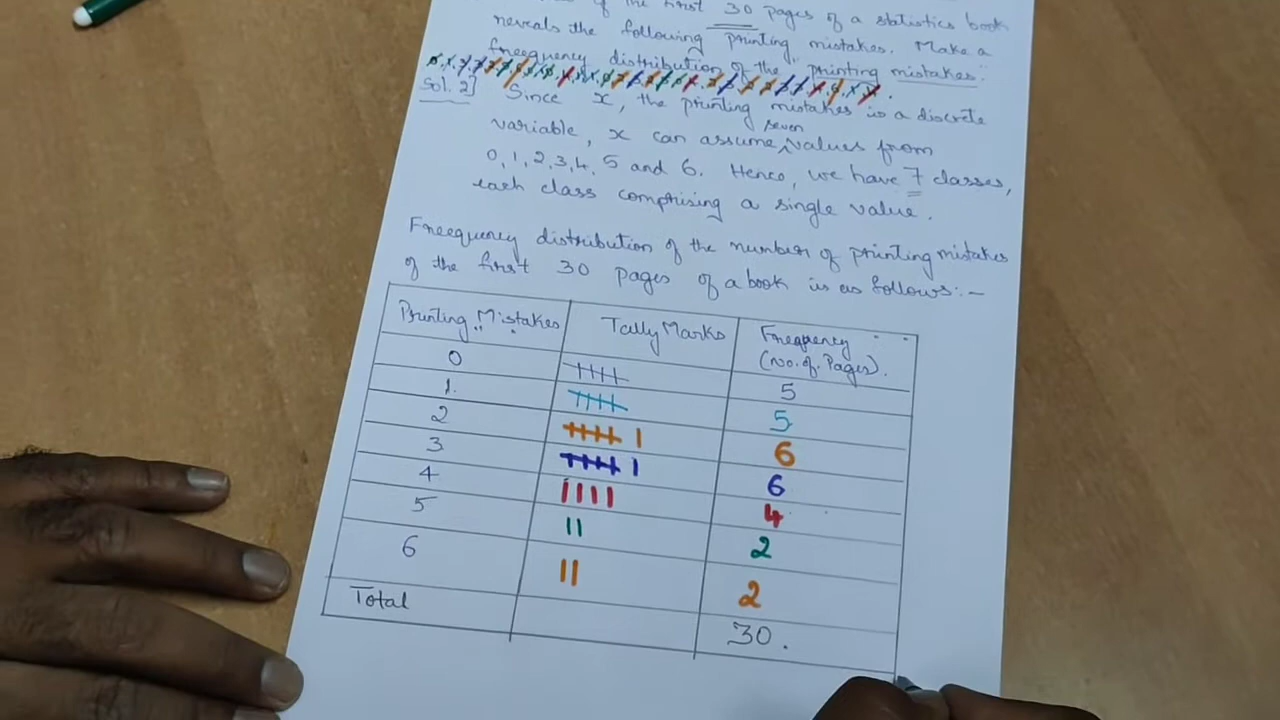 of the first 30 pages of a statistics book
reveals the following printing mistakes. Make a
freequency distribution of the printing mistakes.
Sol. 2] Since x, the printing mistakes is a discrete
seven
variable, x can assume values from
0, 1, 2, 3, 4, 5 and 6. Hence, we have 7 classes,
each class comprising a single value.
Freequency distribution of the number of printing mistakes
of the first 30 pages of a book is as follows:-
Printing Mistakes Tally Marks Frequency (No. of. Pages).
0 5
1. 5
2 6
3 6
4 4
5 2
6 2
Total 30.